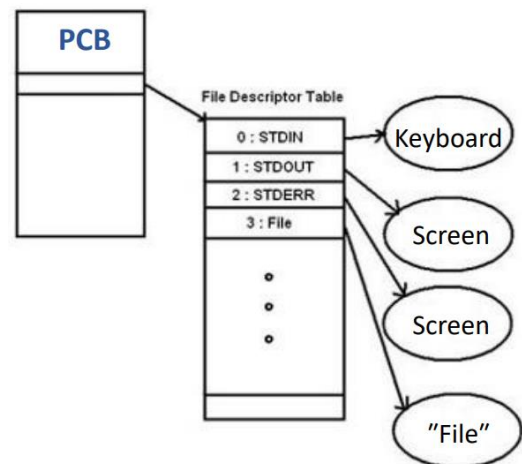 PCB
File Descriptor Table
0 : STDIN
1 : STDOUT
2 : STDERR
3 : File
Keyboard
Screen
Screen
"File"